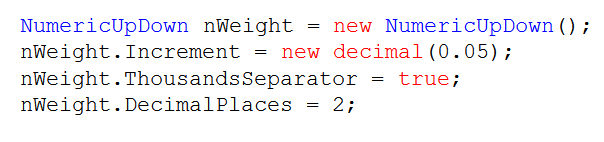 NumericUpDown nWeight = new NumericUpDown();
nWeight.Increment = new decimal(0.05);
nWeight.ThousandsSeparator = true;
nWeight.DecimalPlaces = 2;